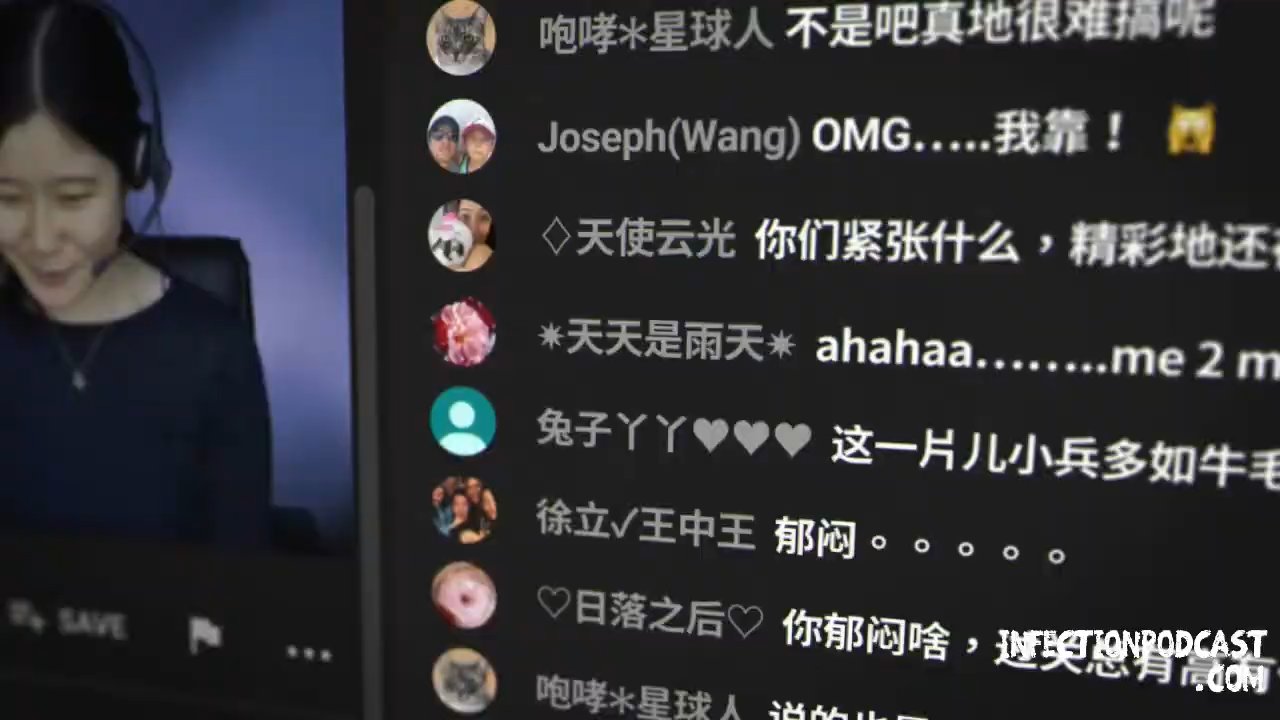 咆哮*星球人 不是吧真地很难搞呢
Joseph(Wang) OMG.....我靠！
♢天使云光 你们紧张什么，精彩地还
✷天天是雨天✷ ahahaa........me 2 m
兔子丫丫♥♥♥ 这一片儿小兵多如牛毛
徐立✓王中王 郁闷。。。。。
♡日落之后♡ 你郁闷啥，
咆哮*星球人 说的也是
SAVE
INFECTIONPODCAST
.COM